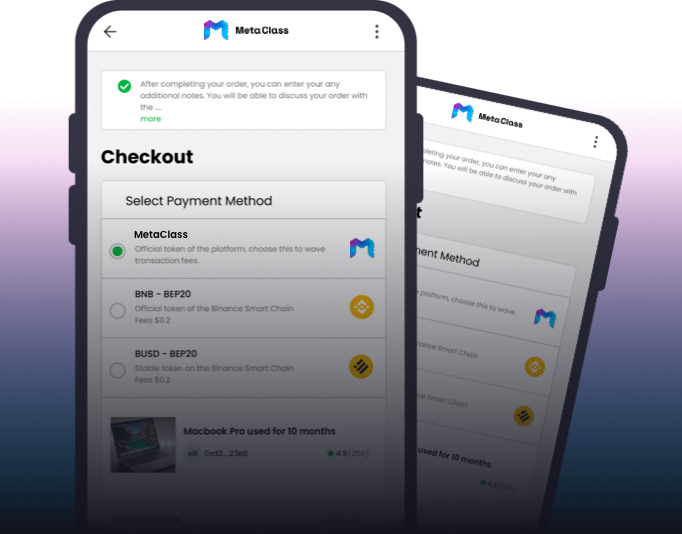 MetaClass
After completing your order, you can enter your any
additional notes. You will be able to discuss your order with
the ...
more
Checkout
Select Payment Method
MetaClass
Official token of the platform, choose this to wave
transaction fees.
BNB - BEP20
Official token of the Binance Smart Chain
Fees $0.2
BUSD - BEP20
Stable token on the Binance Smart Chain
Fees $0.2
Macbook Pro used for 10 months
0xd3...23e6
4.9 (256)
MetaClass
pleting your order, you can enter your any
notes. You will be able to discuss your order with
t
ment Method
platform, choose this to wave
nance Smart Chain
Smart Chain
used for 10 months
4.9